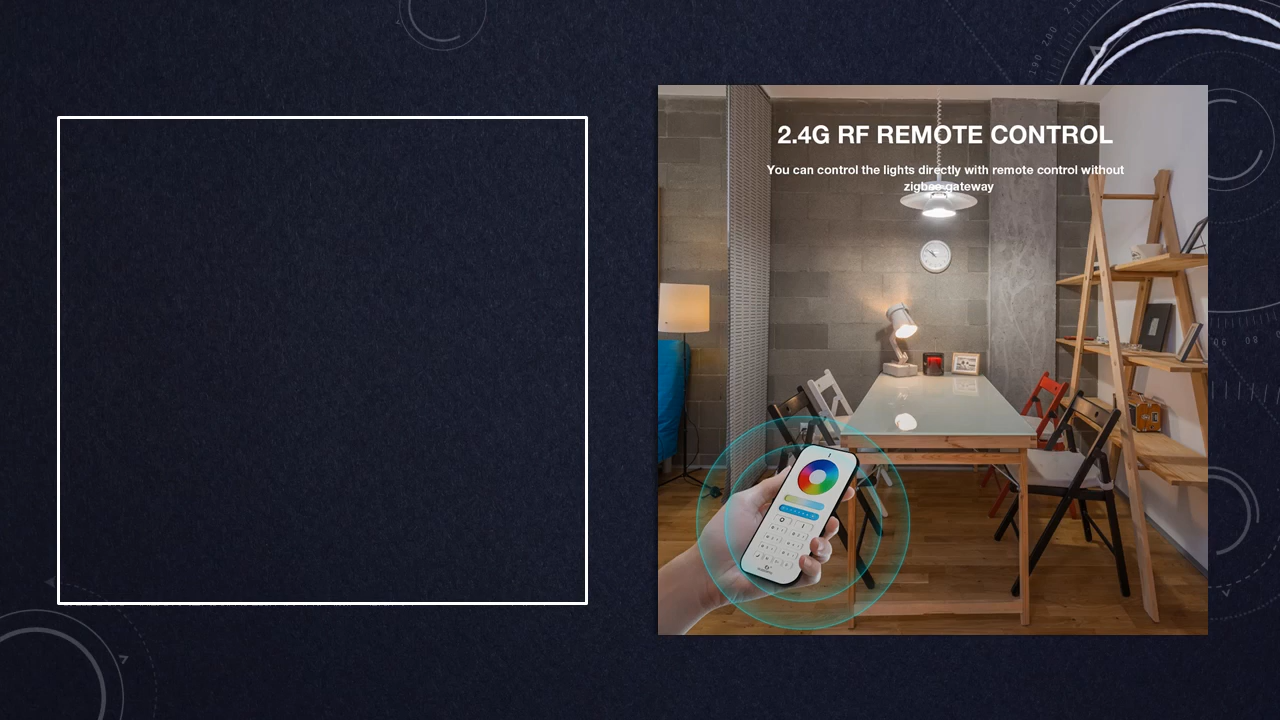 2.4G RF REMOTE CONTROL
You can control the lights directly with remote control without
zigbee gateway